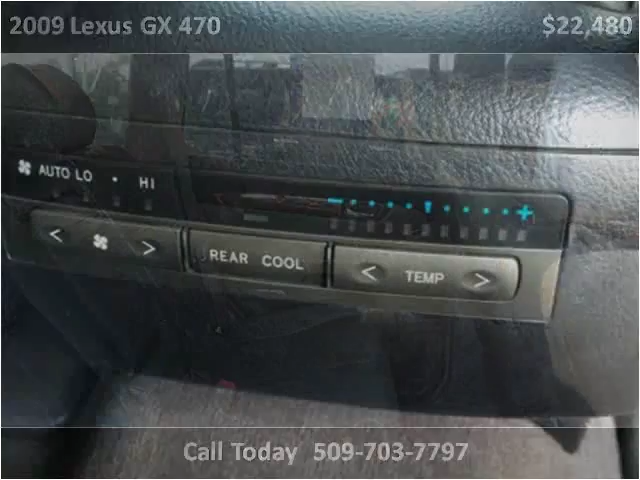 2009 Lexus GX 470 $22,480
AUTO LO • HI
- +
< > REAR COOL < TEMP >
Call Today 509-703-7797